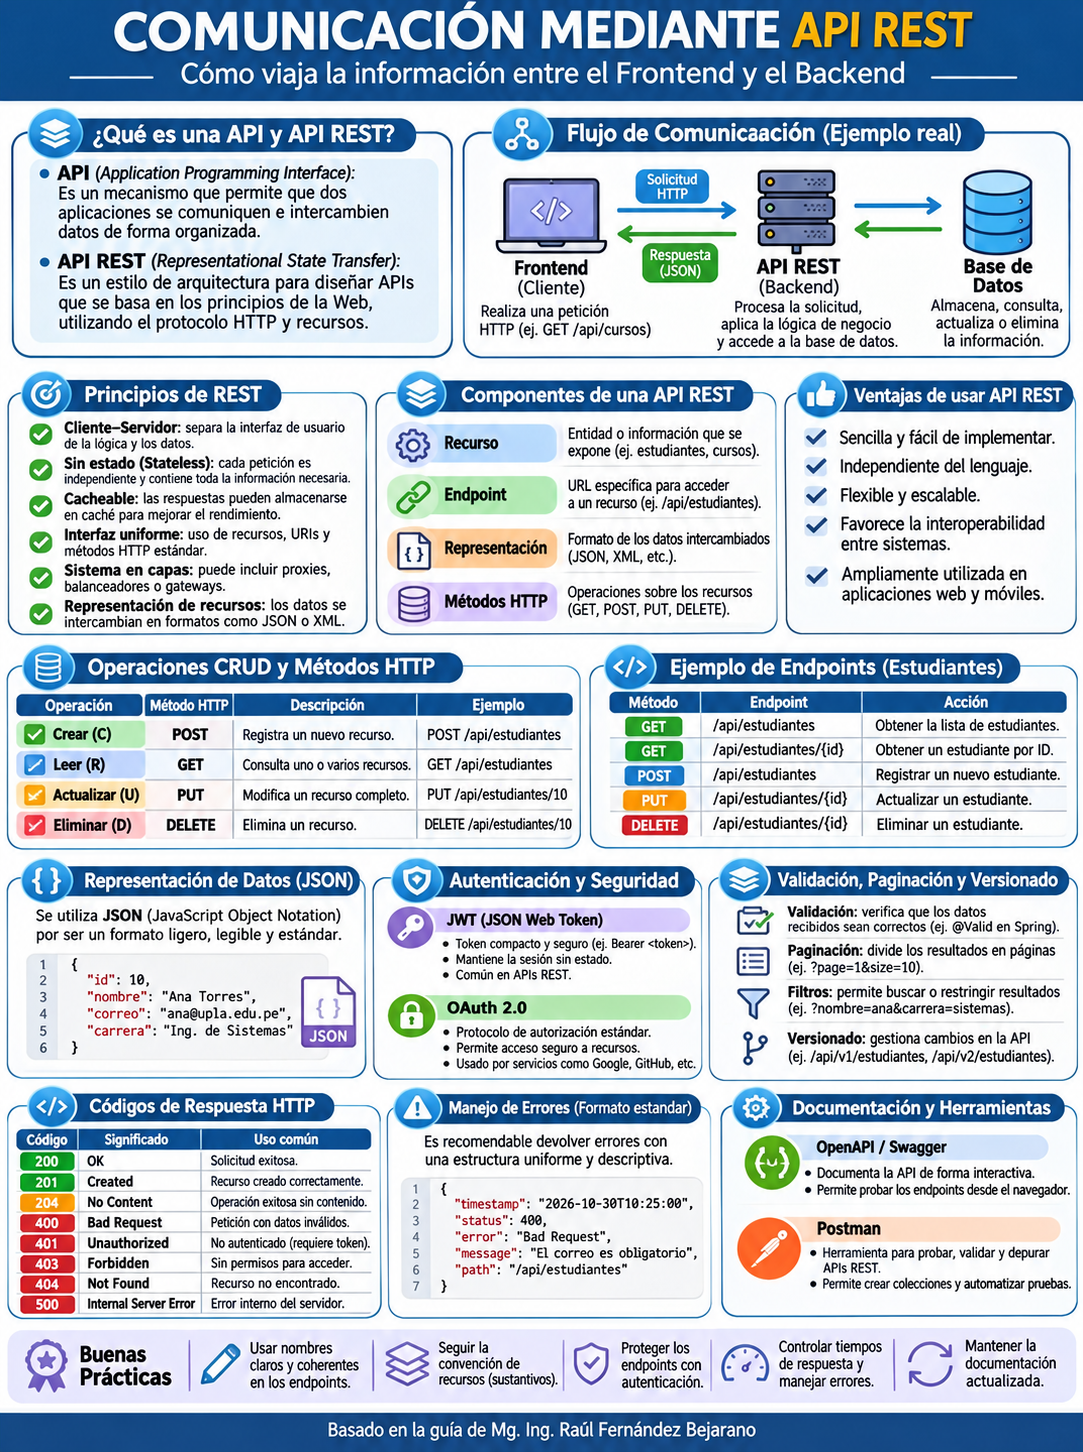 COMUNICACIÓN MEDIANTE API REST
Cómo viaja la información entre el Frontend y el Backend
¿Qué es una API y API REST?
• API (Application Programming Interface):
Es un mecanismo que permite que dos
aplicaciones se comuniquen e intercambien
datos de forma organizada.
• API REST (Representational State Transfer):
Es un estilo de arquitectura para diseñar APIs
que se basa en los principios de la Web,
utilizando el protocolo HTTP y recursos.
Flujo de Comunicaación (Ejemplo real)
</>
Solicitud
HTTP
Respuesta
(JSON)
Frontend
(Cliente)
Realiza una petición
HTTP (ej. GET /api/cursos)
API REST
(Backend)
Procesa la solicitud,
aplica la lógica de negocio
y accede a la base de datos.
Base de
Datos
Almacena, consulta,
actualiza o elimina
la información.
Principios de REST
Cliente–Servidor: separa la interfaz de usuario
de la lógica y los datos.
Sin estado (Stateless): cada petición es
independiente y contiene toda la información necesaria.
Cacheable: las respuestas pueden almacenarse
en caché para mejorar el rendimiento.
Interfaz uniforme: uso de recursos, URIs y
métodos HTTP estándar.
Sistema en capas: puede incluir proxies,
balanceadores o gateways.
Representación de recursos: los datos se
intercambian en formatos como JSON o XML.
Componentes de una API REST
Recurso
Entidad o información que se
expone (ej. estudiantes, cursos).
Endpoint
URL específica para acceder
a un recurso (ej. /api/estudiantes).
{ }
Representación
Formato de los datos intercambiados
(JSON, XML, etc.).
Métodos HTTP
Operaciones sobre los recursos
(GET, POST, PUT, DELETE).
Ventajas de usar API REST
Sencilla y fácil de implementar.
Independiente del lenguaje.
Flexible y escalable.
Favorece la interoperabilidad
entre sistemas.
Ampliamente utilizada en
aplicaciones web y móviles.
Operaciones CRUD y Métodos HTTP
Operación Método HTTP Descripción Ejemplo
Crear (C) POST Registra un nuevo recurso. POST /api/estudiantes
Leer (R) GET Consulta uno o varios recursos. GET /api/estudiantes
Actualizar (U) PUT Modifica un recurso completo. PUT /api/estudiantes/10
Eliminar (D) DELETE Elimina un recurso. DELETE /api/estudiantes/10
</> Ejemplo de Endpoints (Estudiantes)
Método Endpoint Acción
GET /api/estudiantes Obtener la lista de estudiantes.
GET /api/estudiantes/{id} Obtener un estudiante por ID.
POST /api/estudiantes Registrar un nuevo estudiante.
PUT /api/estudiantes/{id} Actualizar un estudiante.
DELETE /api/estudiantes/{id} Eliminar un estudiante.
{ } Representación de Datos (JSON)
Se utiliza JSON (JavaScript Object Notation)
por ser un formato ligero, legible y estándar.
1 {
2 "id": 10,
3 "nombre": "Ana Torres",
4 "correo": "ana@upla.edu.pe",
5 "carrera": "Ing. de Sistemas"
6 }
{ }
JSON
Autenticación y Seguridad
JWT (JSON Web Token)
• Token compacto y seguro (ej. Bearer <token>).
• Mantiene la sesión sin estado.
• Común en APIs REST.
OAuth 2.0
• Protocolo de autorización estándar.
• Permite acceso seguro a recursos.
• Usado por servicios como Google, GitHub, etc.
Validación, Paginación y Versionado
Validación: verifica que los datos
recibidos sean correctos (ej. @Valid en Spring).
Paginación: divide los resultados en páginas
(ej. ?page=1&size=10).
Filtros: permite buscar o restringir resultados
(ej. ?nombre=ana&carrera=sistemas).
Versionado: gestiona cambios en la API
(ej. /api/v1/estudiantes, /api/v2/estudiantes).
</> Códigos de Respuesta HTTP
Código Significado Uso común
200 OK Solicitud exitosa.
201 Created Recurso creado correctamente.
204 No Content Operación exitosa sin contenido.
400 Bad Request Petición con datos inválidos.
401 Unauthorized No autenticado (requiere token).
403 Forbidden Sin permisos para acceder.
404 Not Found Recurso no encontrado.
500 Internal Server Error Error interno del servidor.
Manejo de Errores (Formato estandar)
Es recomendable devolver errores con
una estructura uniforme y descriptiva.
1 {
2 "timestamp": "2026-10-30T10:25:00",
3 "status": 400,
4 "error": "Bad Request",
5 "message": "El correo es obligatorio",
6 "path": "/api/estudiantes"
7 }
Documentación y Herramientas
OpenAPI / Swagger
• Documenta la API de forma interactiva.
• Permite probar los endpoints desde el navegador.
Postman
• Herramienta para probar, validar y depurar
APIs REST.
• Permite crear colecciones y automatizar pruebas.
Buenas
Prácticas
Usar nombres
claros y coherentes
en los endpoints.
Seguir la
convención de
recursos (sustantivos).
Proteger los
endpoints con
autenticación.
Controlar tiempos
de respuesta y
manejar errores.
Mantener la
documentación
actualizada.
Basado en la guía de Mg. Ing. Raúl Fernández Bejarano